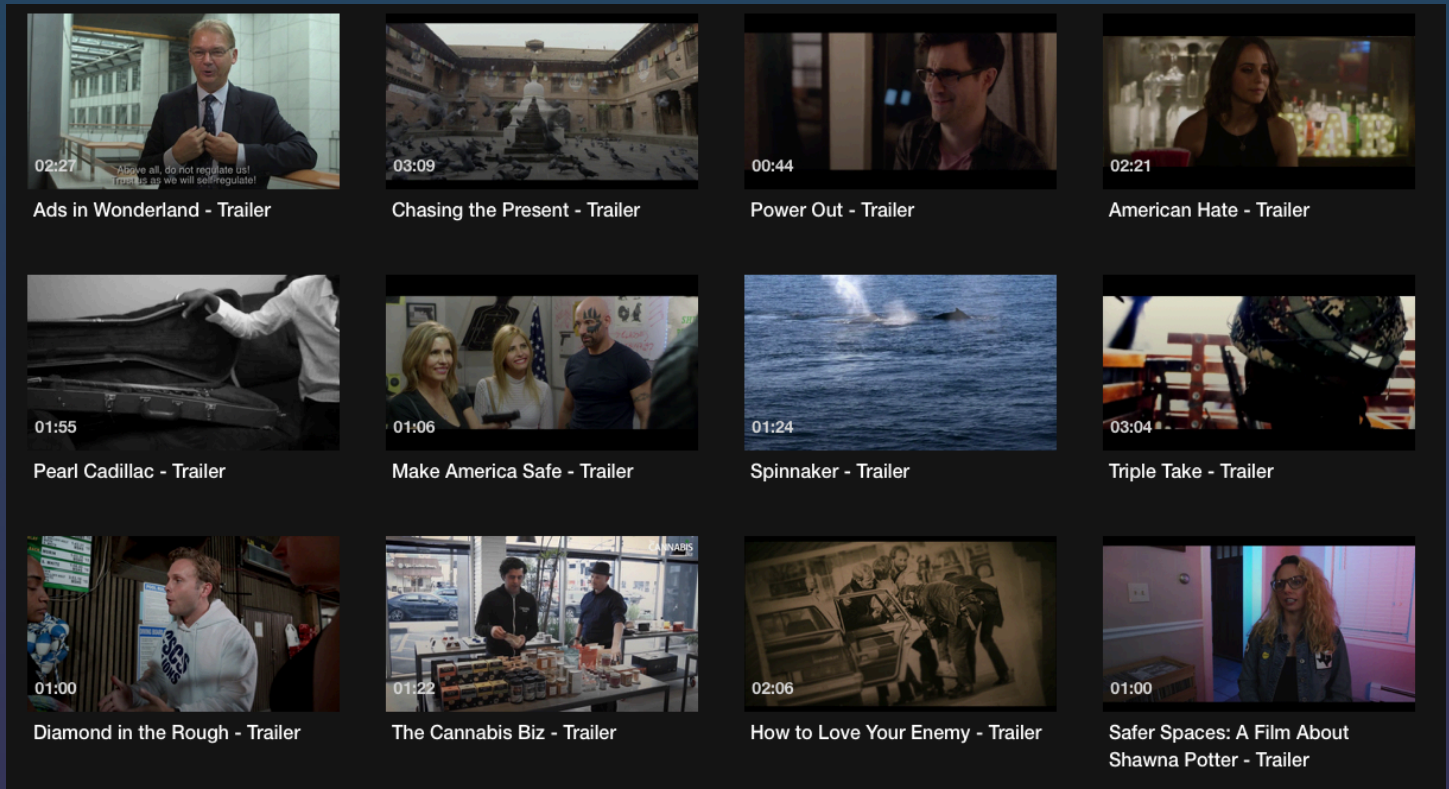 Above all, do not regulate us!
Trust us as we will self-regulate!
02:27
03:09
00:44
02:21
Ads in Wonderland - Trailer
Chasing the Present - Trailer
Power Out - Trailer
American Hate - Trailer
01:55
01:06
01:24
03:04
Pearl Cadillac - Trailer
Make America Safe - Trailer
Spinnaker - Trailer
Triple Take - Trailer
CANNABIS
01:00
01:22
02:06
01:00
Diamond in the Rough - Trailer
The Cannabis Biz - Trailer
How to Love Your Enemy - Trailer
Safer Spaces: A Film About
Shawna Potter - Trailer